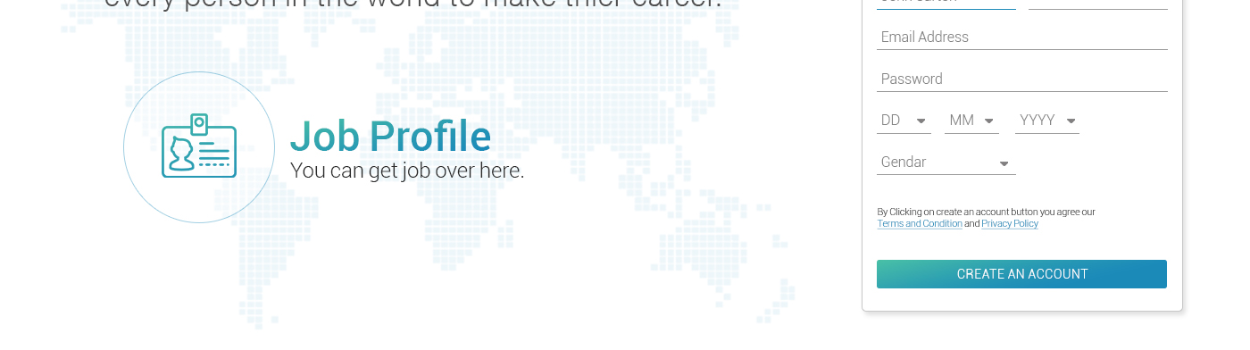 every person in the world to make thier career.
Job Profile
You can get job over here.
Email Address
Password
DD MM YYYY
Gendar
By Clicking on create an account button you agree our
Terms and Condition and Privacy Policy
CREATE AN ACCOUNT